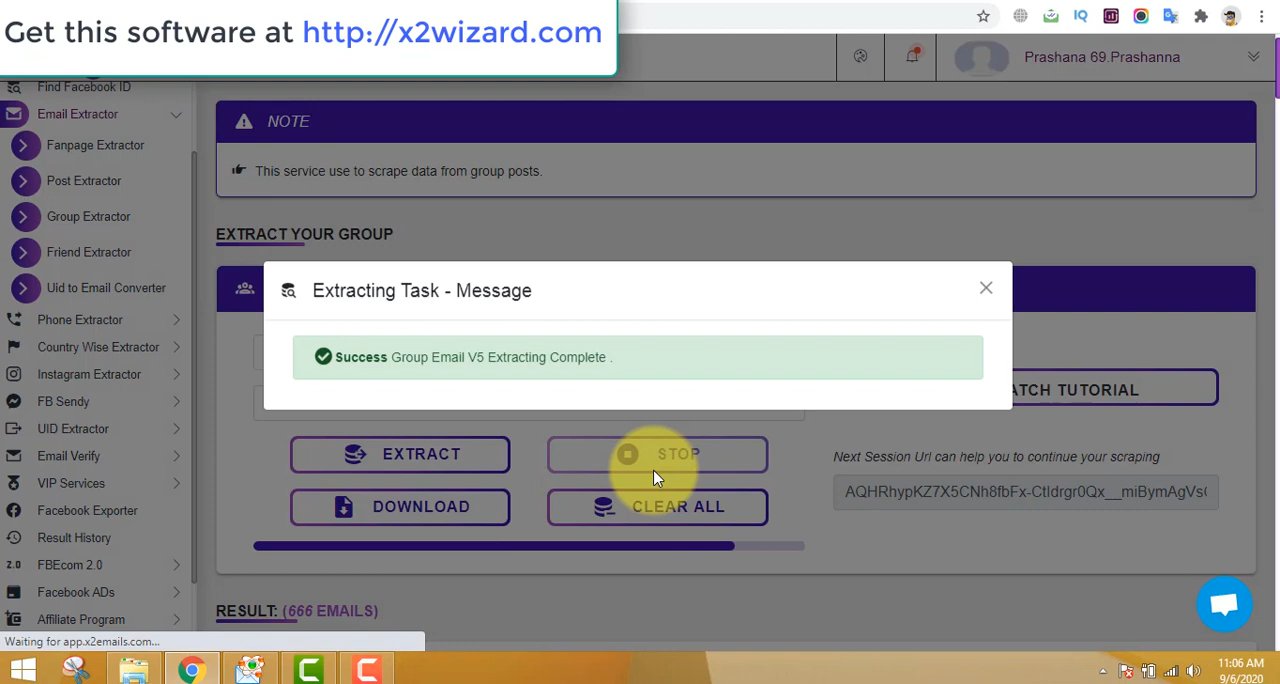 Get this software at http://x2wizard.com
Prashana 69.Prashanna
Find Facebook ID
Email Extractor
Fanpage Extractor
Post Extractor
Group Extractor
Friend Extractor
Uid to Email Converter
Phone Extractor
Country Wise Extractor
Instagram Extractor
FB Sendy
UID Extractor
Email Verify
VIP Services
Facebook Exporter
Result History
2.0 FBEcom 2.0
Facebook ADs
Affiliate Program
NOTE
This service use to scrape data from group posts.
EXTRACT YOUR GROUP
Extracting Task - Message
Success Group Email V5 Extracting Complete .
ATCH TUTORIAL
EXTRACT
STOP
DOWNLOAD
CLEAR ALL
Next Session Url can help you to continue your scraping
RESULT: (666 EMAILS)
Waiting for app.x2emails.com...
11:06 AM
9/6/2020